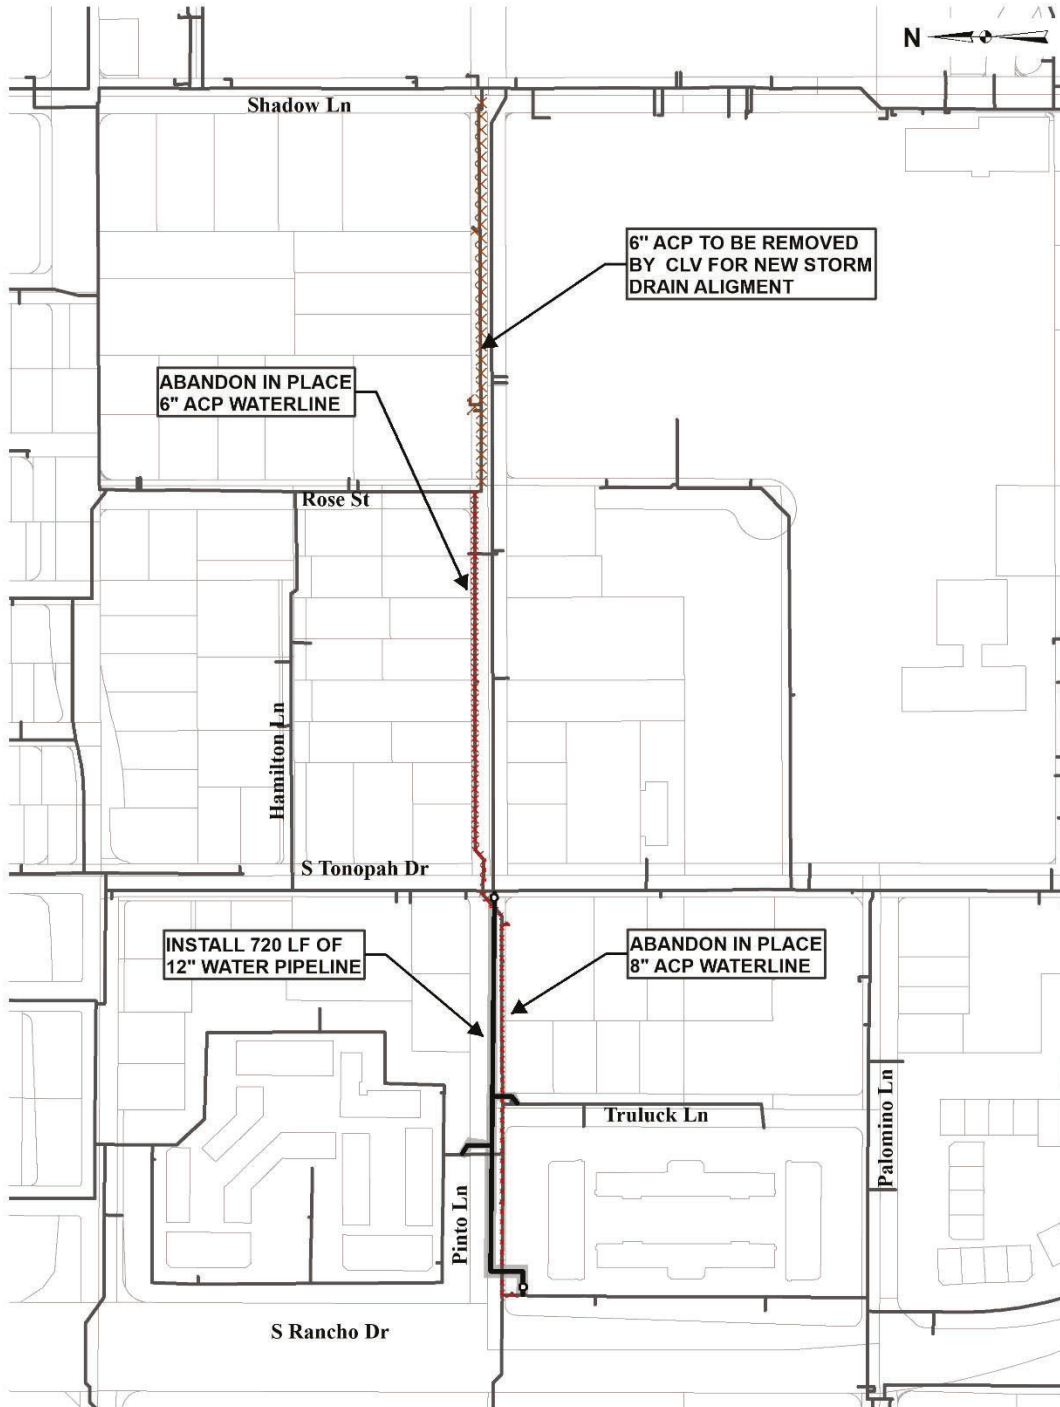 N
Shadow Ln
6" ACP TO BE REMOVED
BY CLV FOR NEW STORM
DRAIN ALIGMENT
ABANDON IN PLACE
6" ACP WATERLINE
Rose St
Hamilton Ln
S Tonopah Dr
INSTALL 720 LF OF
12" WATER PIPELINE
ABANDON IN PLACE
8" ACP WATERLINE
Truluck Ln
Palomino Ln
Pinto Ln
S Rancho Dr